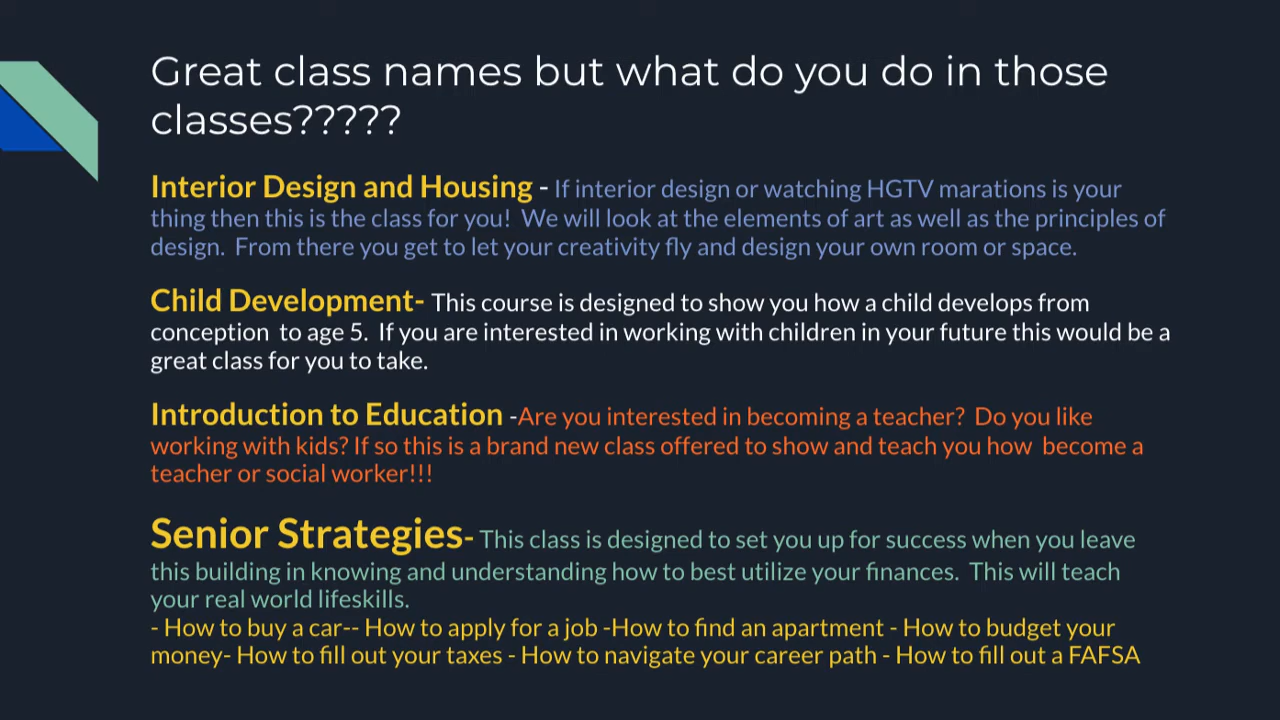 Great class names but what do you do in those
classes?????
Interior Design and Housing - If interior design or watching HGTV marations is your
thing then this is the class for you!  We will look at the elements of art as well as the principles of
design.  From there you get to let your creativity fly and design your own room or space.
Child Development- This course is designed to show you how a child develops from
conception  to age 5.  If you are interested in working with children in your future this would be a
great class for you to take.
Introduction to Education -Are you interested in becoming a teacher?  Do you like
working with kids? If so this is a brand new class offered to show and teach you how  become a
teacher or social worker!!!
Senior Strategies- This class is designed to set you up for success when you leave
this building in knowing and understanding how to best utilize your finances.  This will teach
your real world lifeskills.
- How to buy a car-- How to apply for a job -How to find an apartment - How to budget your
money- How to fill out your taxes - How to navigate your career path - How to fill out a FAFSA